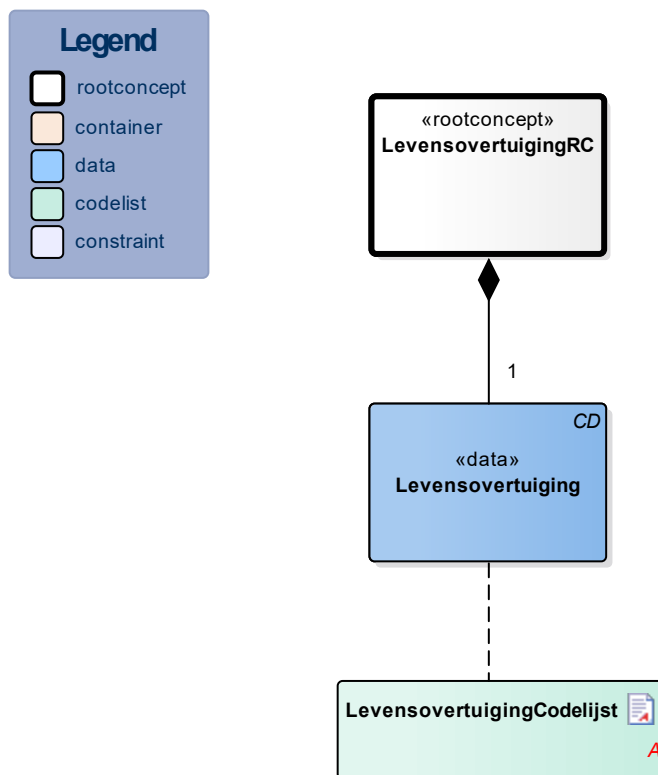 Legend
rootconcept
container
data
codelist
constraint
«rootconcept»
LevensovertuigingRC
1
CD
«data»
Levensovertuiging
LevensovertuigingCodelijst
A